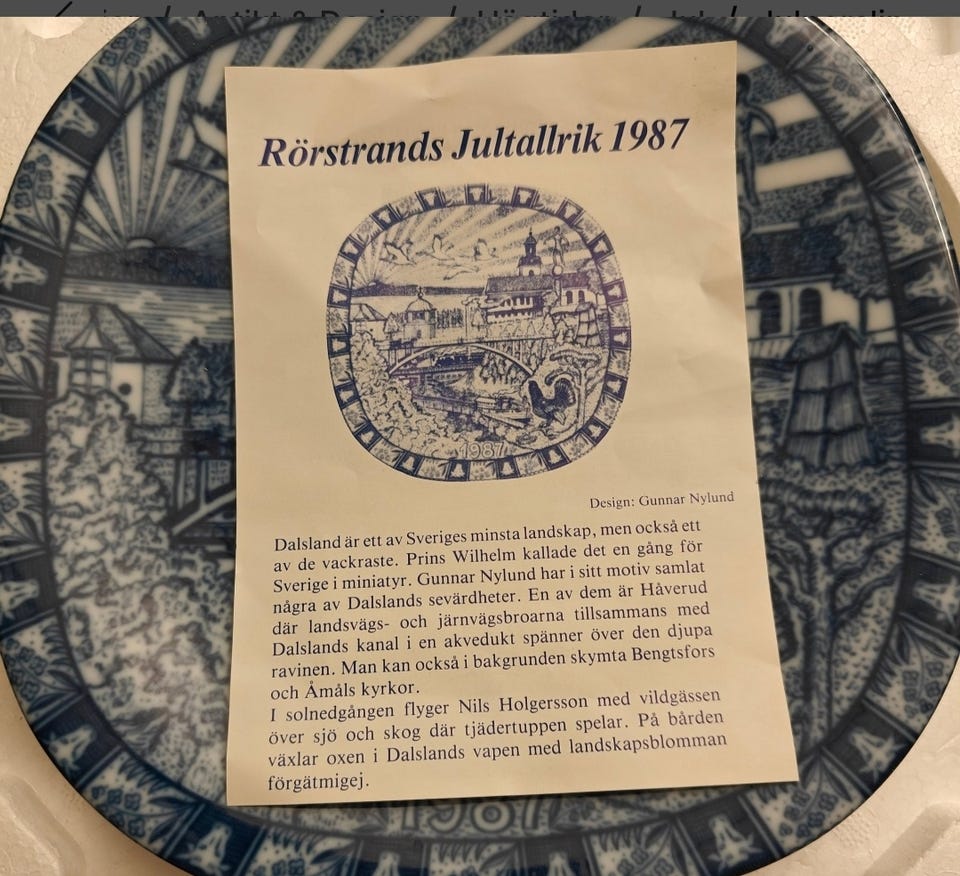 Rörstrands Jultallrik 1987
1987
Design: Gunnar Nylund
Dalsland är ett av Sveriges minsta landskap, men också ett
av de vackraste. Prins Wilhelm kallade det en gång för
Sverige i miniatyr. Gunnar Nylund har i sitt motiv samlat
några av Dalslands sevärdheter. En av dem är Håverud
där landsvägs- och järnvägsbroarna tillsammans med
Dalslands kanal i en akvedukt spänner över den djupa
ravinen. Man kan också i bakgrunden skymta Bengtsfors
och Åmåls kyrkor.
I solnedgången flyger Nils Holgersson med vildgässen
över sjö och skog där tjädertuppen spelar. På bården
växlar oxen i Dalslands vapen med landskapsblomman
förgätmigej.
1987